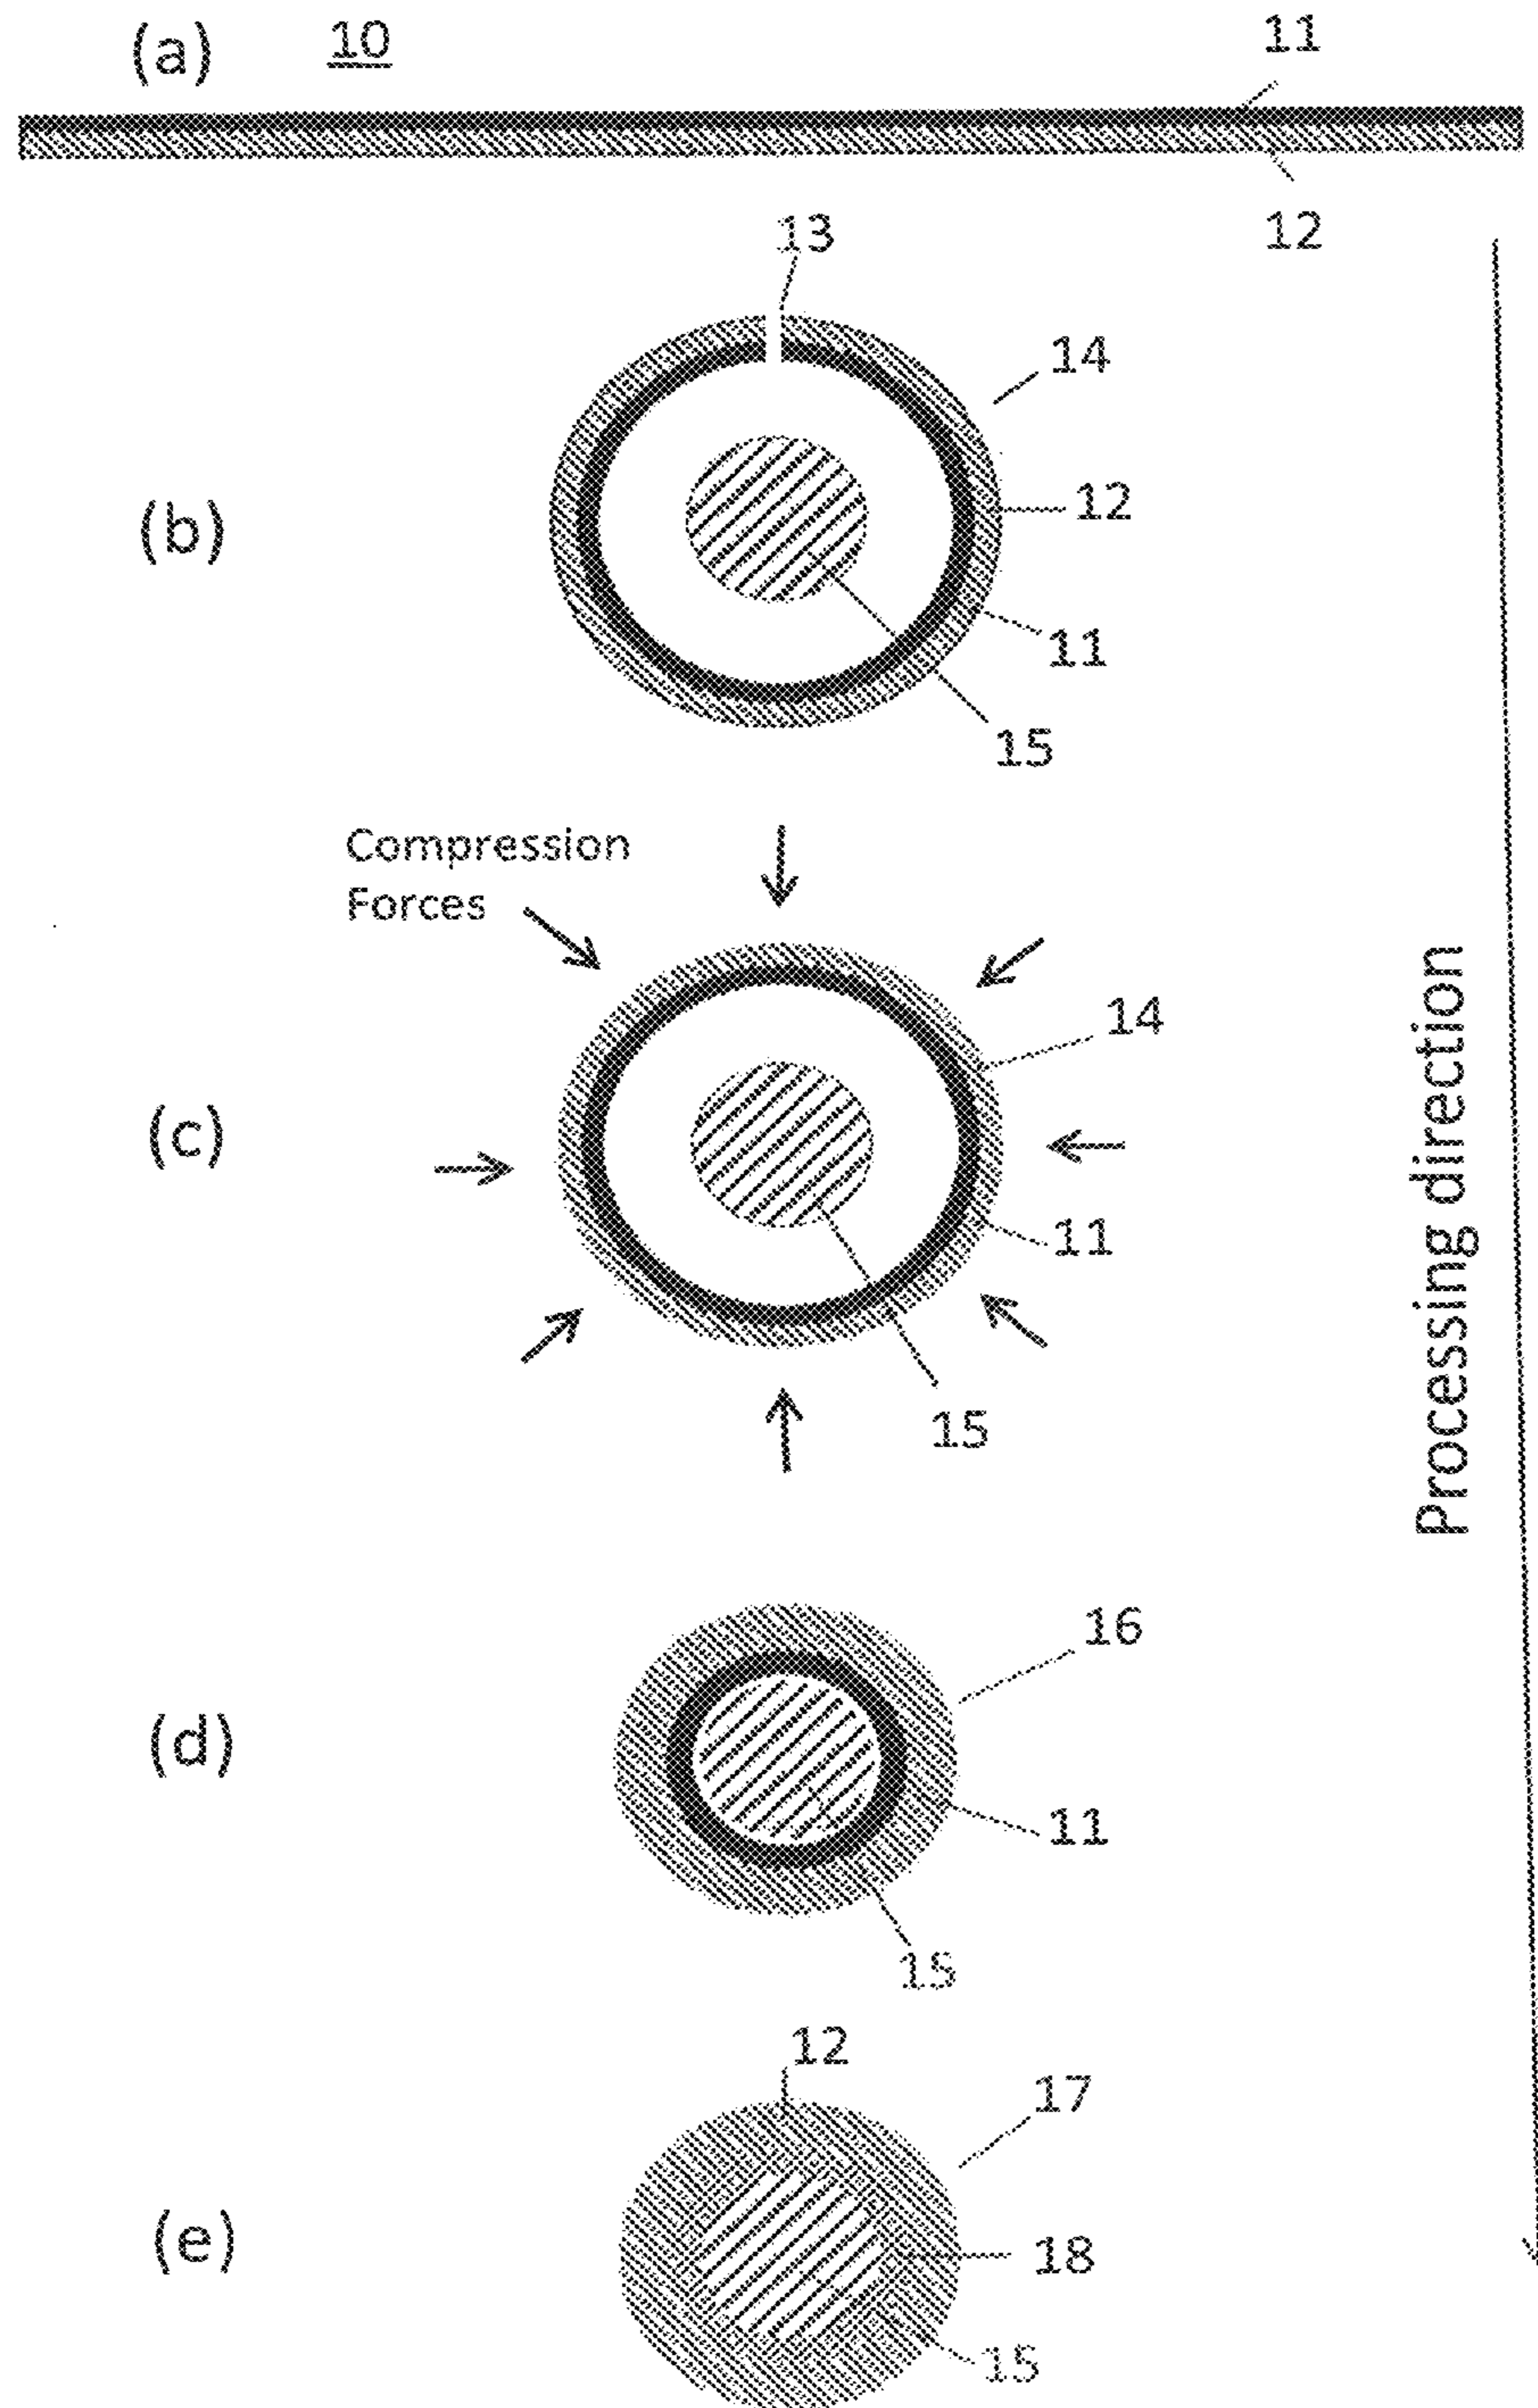 (a)
10
11
12
13
14
(b)
12
11
15
Compression
Forces
14
(c)
11
15
Processing direction
16
(d)
11
15
12
17
(e)
18
15